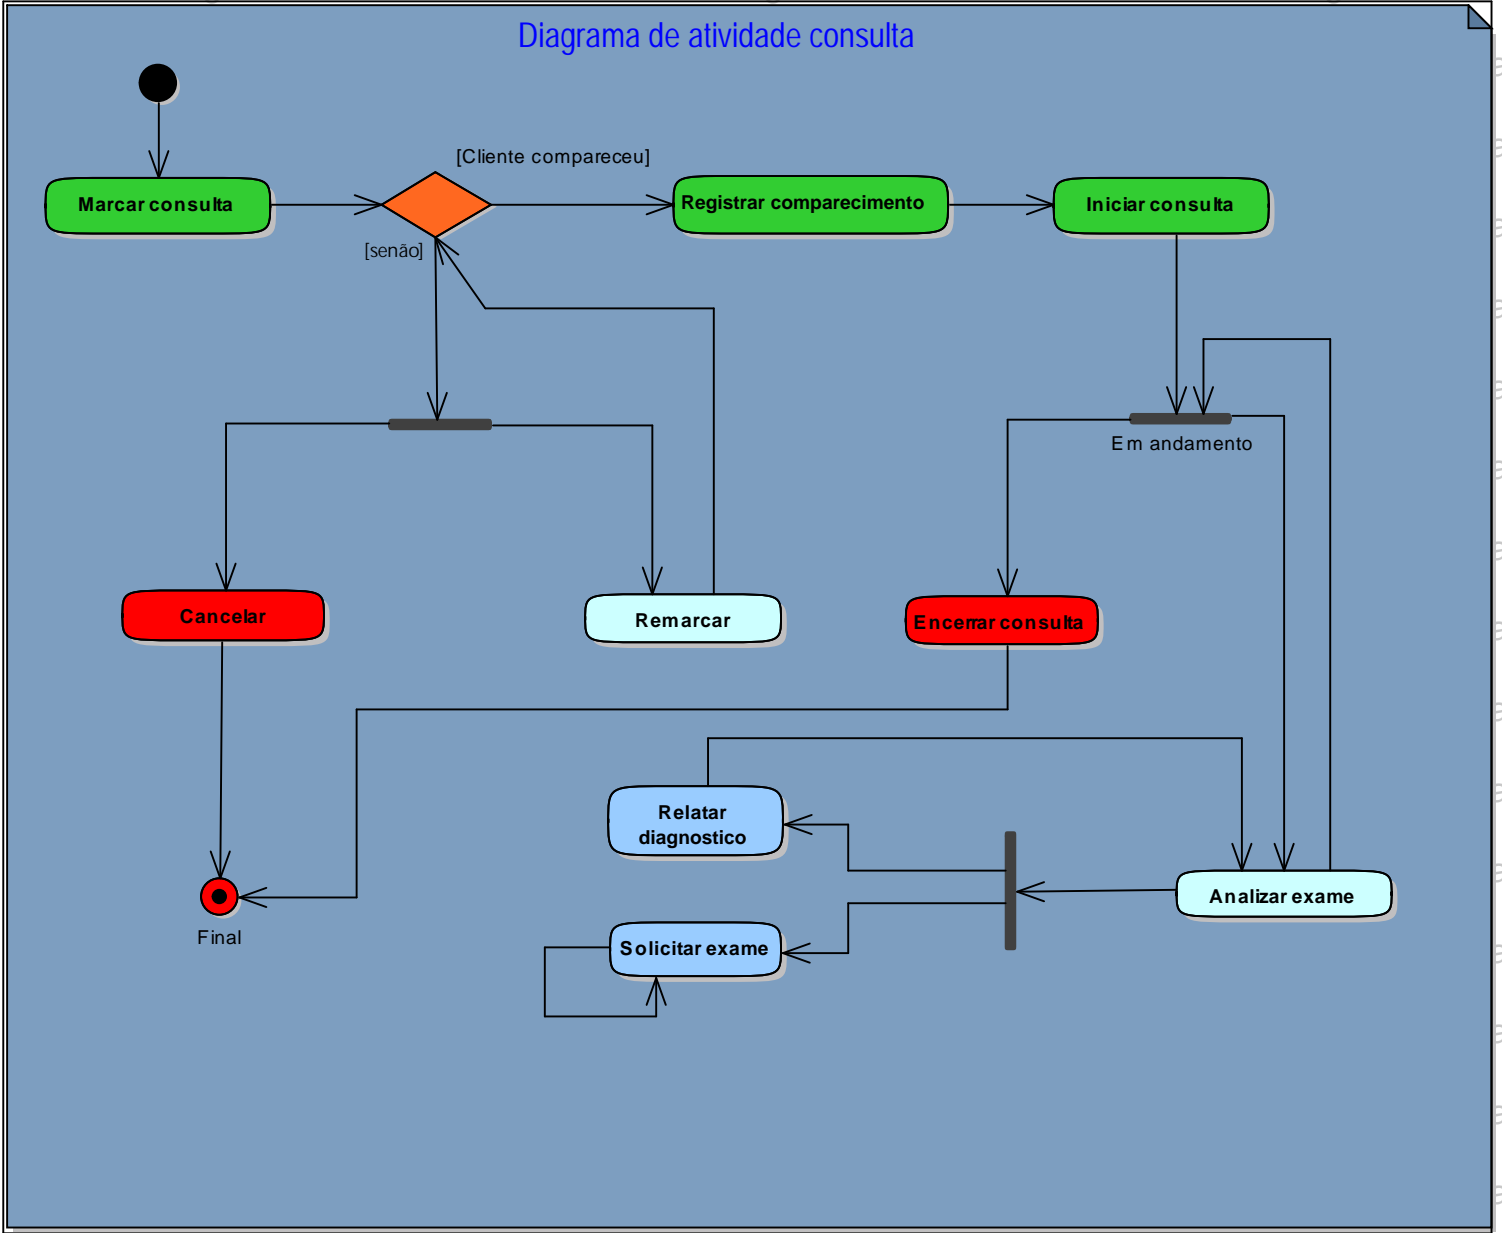 Diagrama de atividade consulta
[Cliente compareceu]
Marcar consulta
Registrar comparecimento
Iniciar consulta
[senão]
Em andamento
Cancelar
Remarcar
Encerrar consulta
Relatar
diagnostico
Analizar exame
Solicitar exame
Final